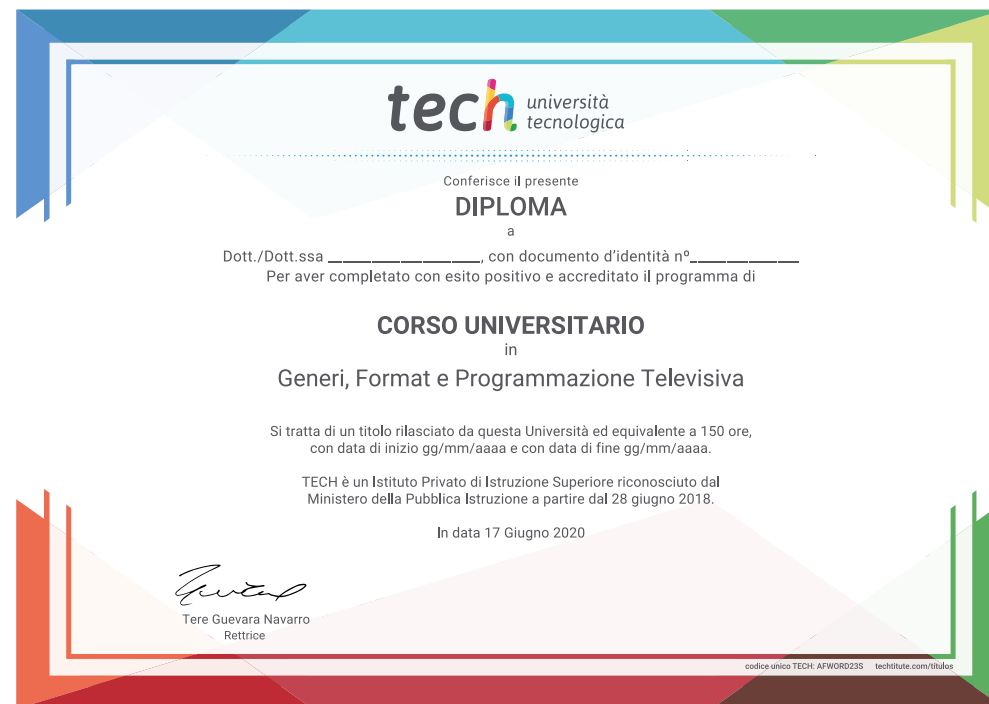 tech università
tecnologica
Conferisce il presente
DIPLOMA
a
Dott./Dott.ssa ____________________, con documento d'identità nº______________
Per aver completato con esito positivo e accreditato il programma di
CORSO UNIVERSITARIO
in
Generi, Format e Programmazione Televisiva
Si tratta di un titolo rilasciato da questa Università ed equivalente a 150 ore,
con data di inizio gg/mm/aaaa e con data di fine gg/mm/aaaa.
TECH è un Istituto Privato di Istruzione Superiore riconosciuto dal
Ministero della Pubblica Istruzione a partire dal 28 giugno 2018.
In data 17 Giugno 2020
Tere Guevara Navarro
Rettrice
codice unico TECH: AFWORD23S techtitute.com/titulos